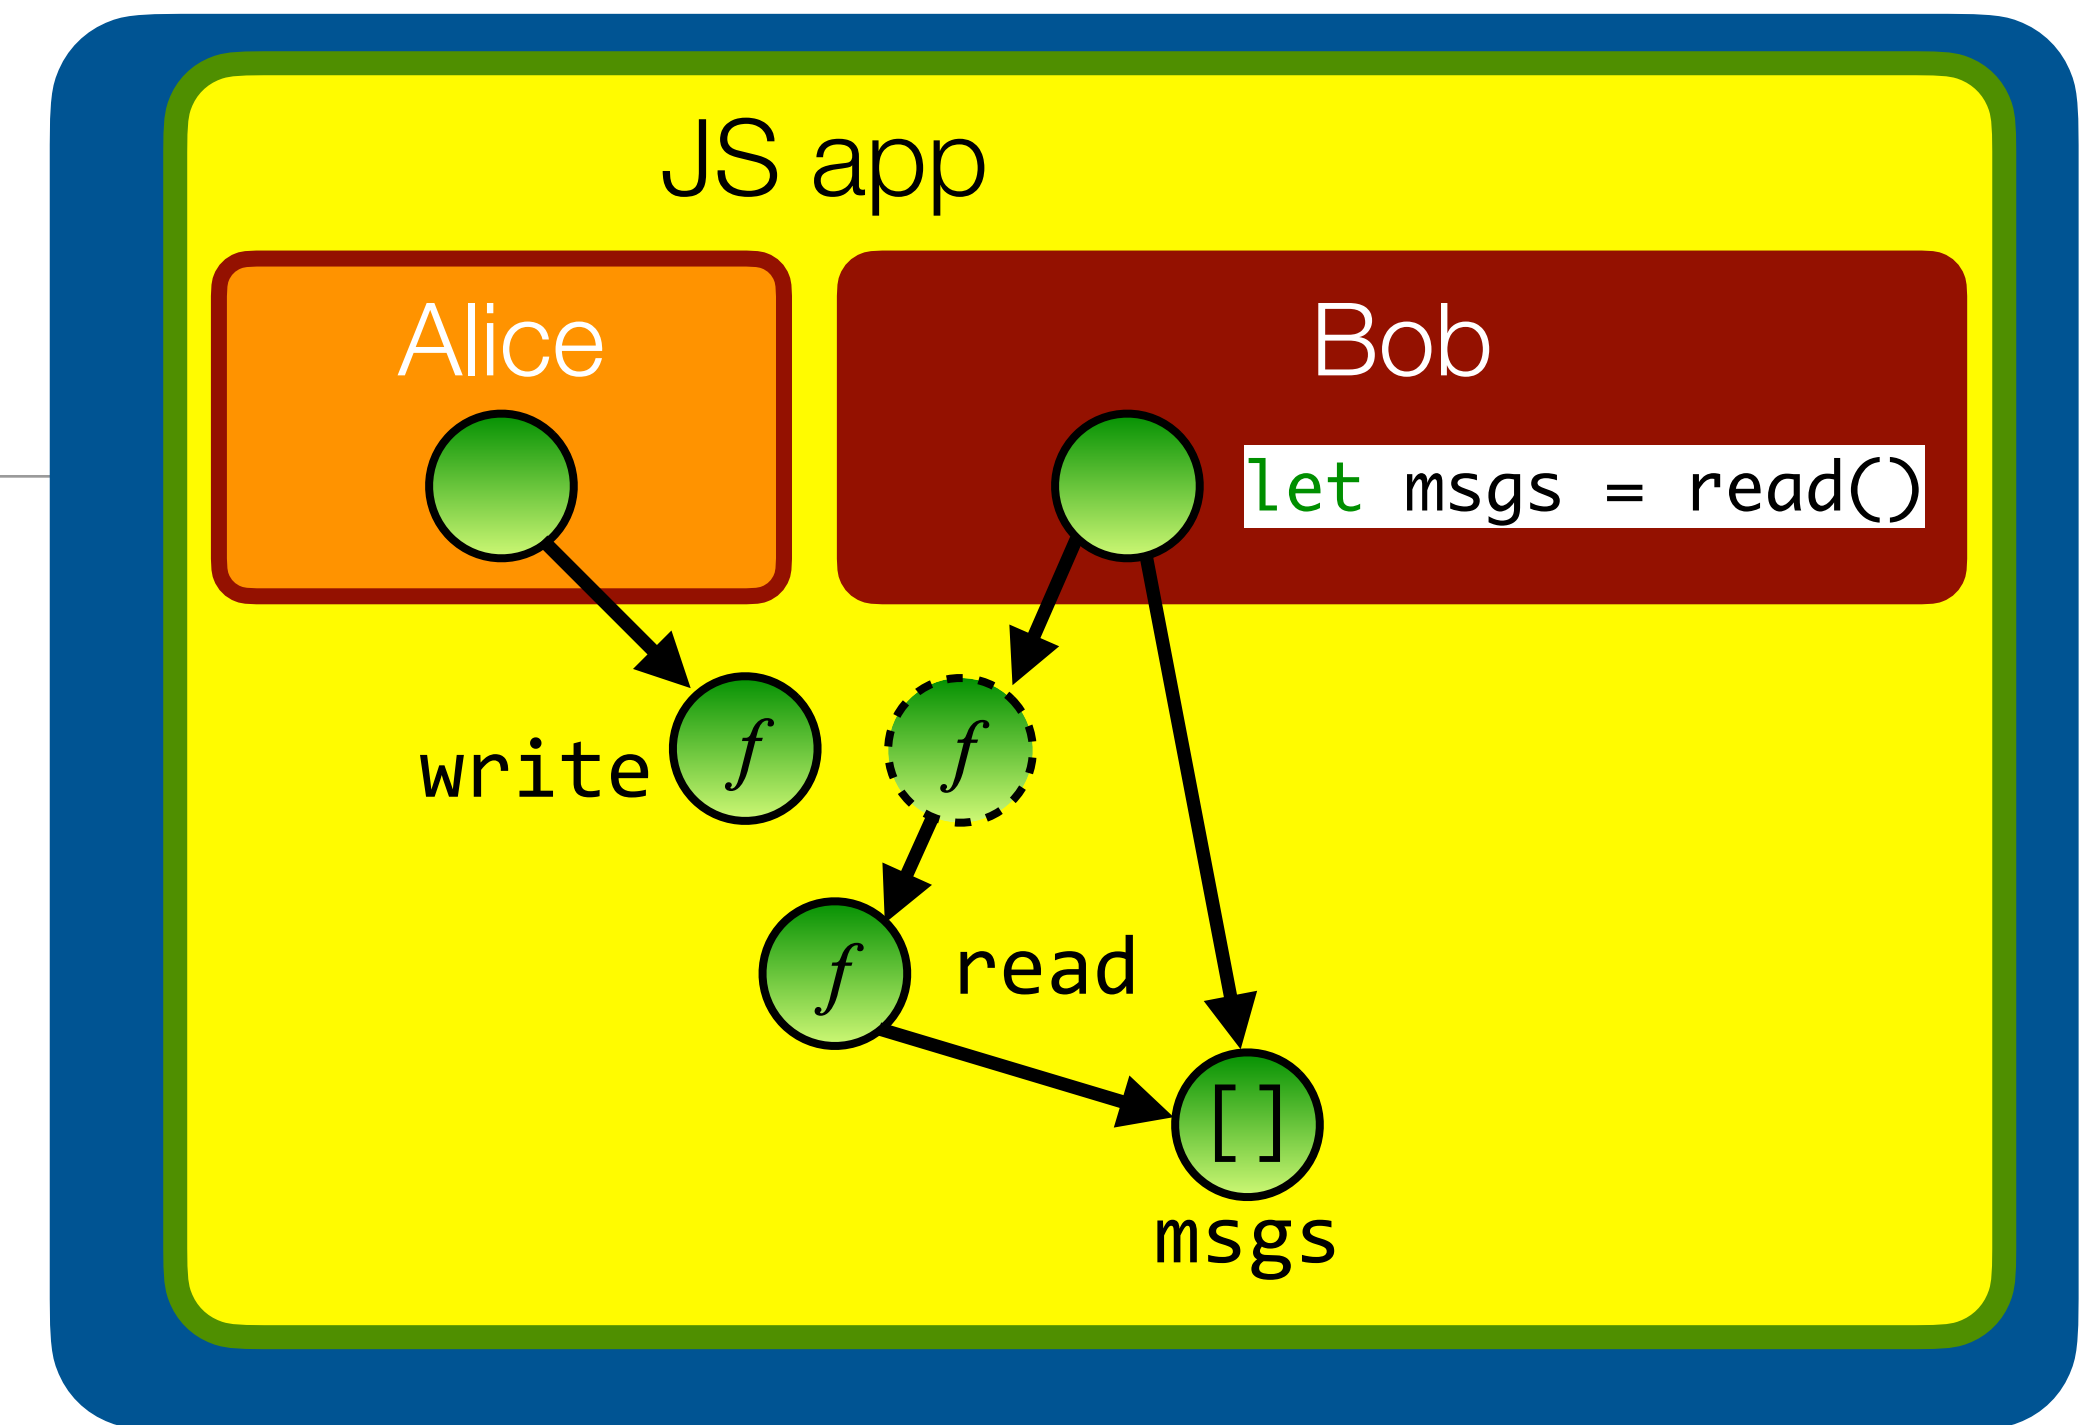 JS app
Alice
Bob
let msgs = read()
write
f
f
f
read
[]
msgs